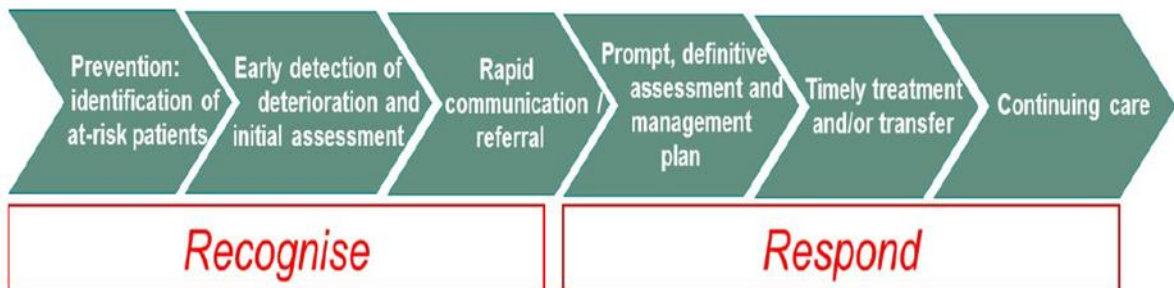 Prevention:
identification of
at-risk patients
Early detection of
deterioration and
initial assessment
Rapid
communication /
referral
Prompt, definitive
assessment and
management
plan
Timely treatment
and/or transfer
Continuing care
Recognise
Respond